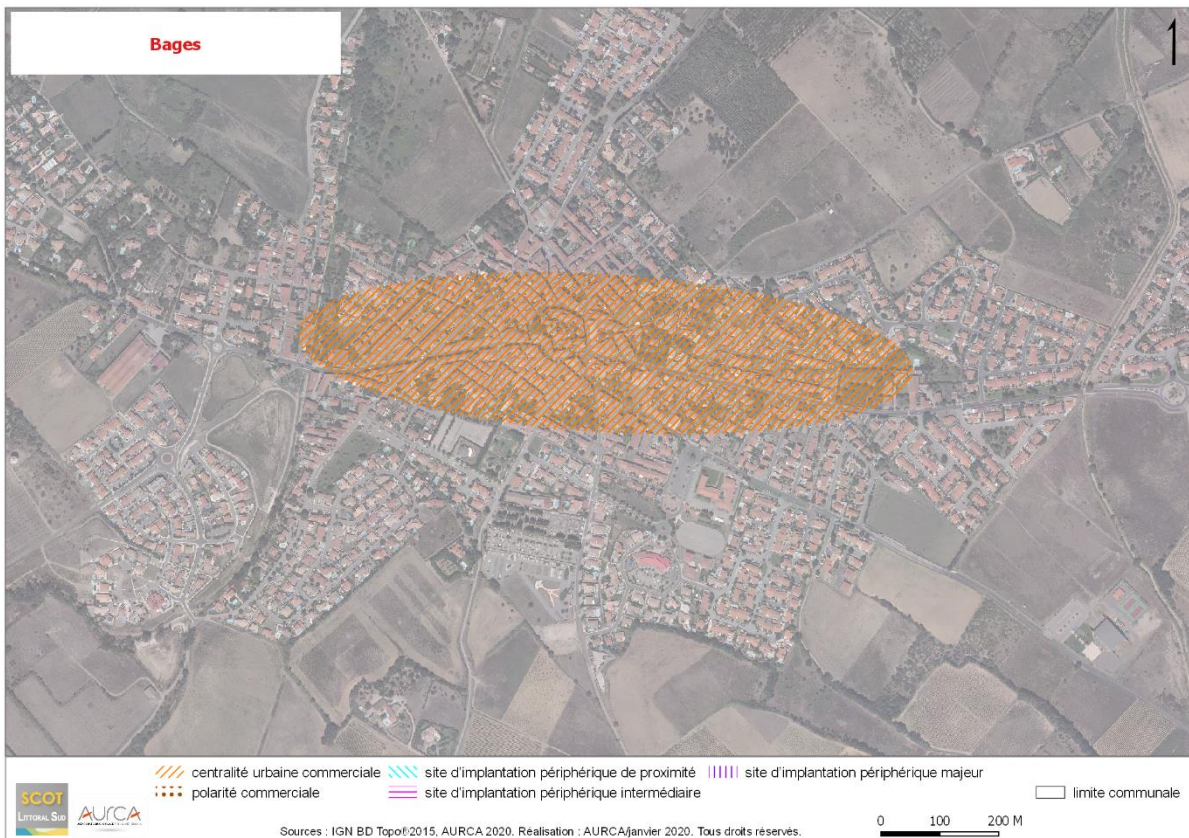 Bages
centralité urbaine commerciale
site d'implantation périphérique de proximité
site d'implantation périphérique majeur
polarité commerciale
site d'implantation périphérique intermédiaire
limite communale
SCOT
LITTORAL SUD
AURCA
Sources : IGN BD Topo®2015, AURCA 2020. Réalisation : AURCA/janvier 2020. Tous droits réservés.
0 100 200 M